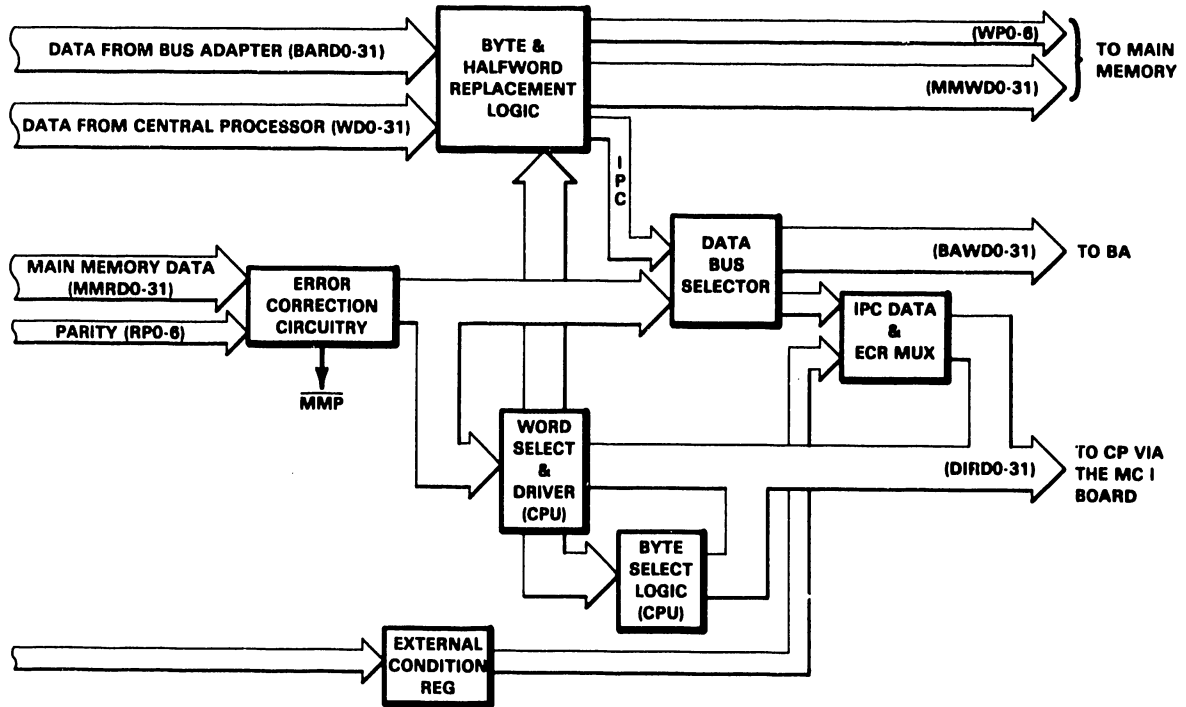 DATA FROM BUS ADAPTER (BARD0-31)
BYTE &
HALFWORD
REPLACEMENT
LOGIC
(WP0-6)
TO MAIN
MEMORY
(MMWD0-31)
DATA FROM CENTRAL PROCESSOR (WD0-31)
IPC
MAIN MEMORY DATA
(MMRD0-31)
PARITY (RP0-6)
ERROR
CORRECTION
CIRCUITRY
MMP
DATA
BUS
SELECTOR
(BAWD0-31)
TO BA
IPC DATA
&
ECR MUX
WORD
SELECT
&
DRIVER
(CPU)
(DIRD0-31)
TO CP VIA
THE MC I
BOARD
BYTE
SELECT
LOGIC
(CPU)
EXTERNAL
CONDITION
REG